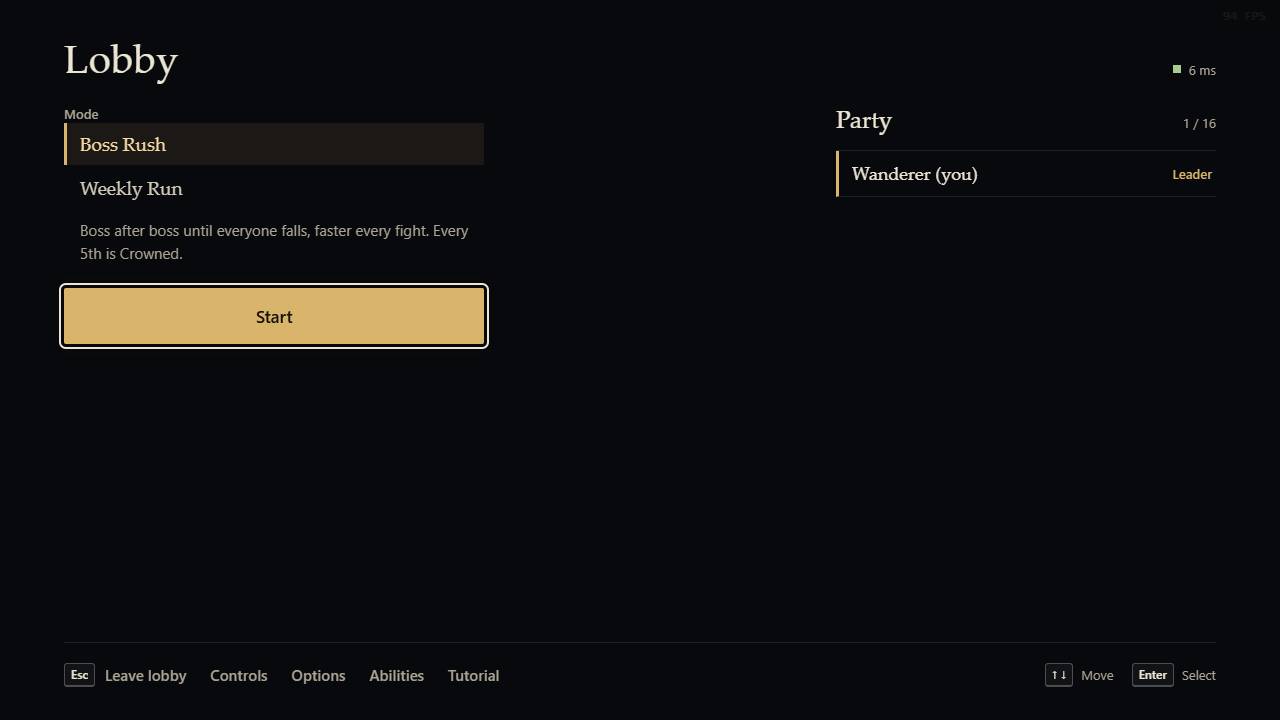 94 FPS
Lobby
6 ms
Mode
Boss Rush
Weekly Run
Boss after boss until everyone falls, faster every fight. Every
5th is Crowned.
Start
Party
1 / 16
Wanderer (you)
Leader
Esc Leave lobby Controls Options Abilities Tutorial
↑↓ Move Enter Select